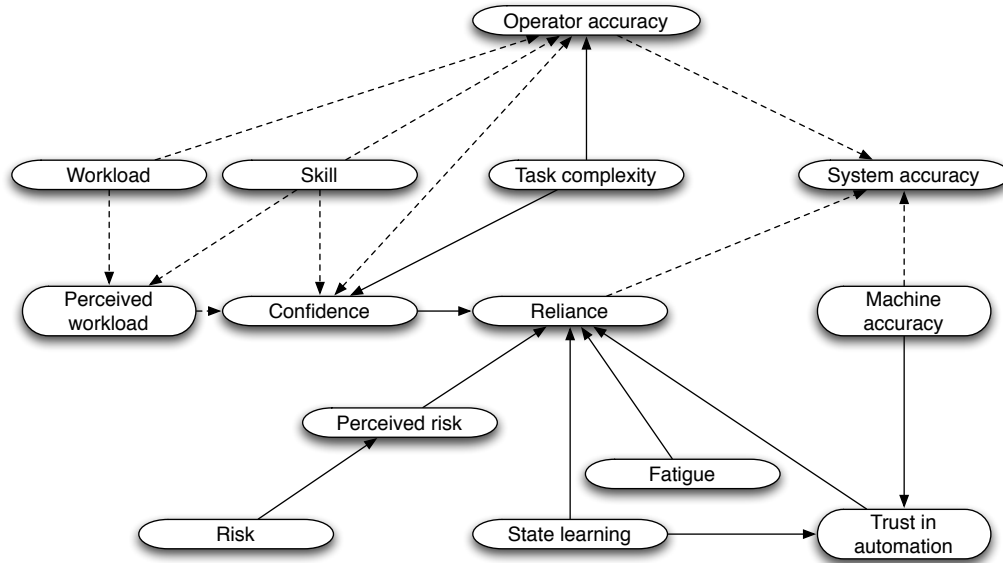 Operator accuracy
Workload
Skill
Task complexity
System accuracy
Perceived
workload
Confidence
Reliance
Machine
accuracy
Perceived risk
Fatigue
Risk
State learning
Trust in
automation